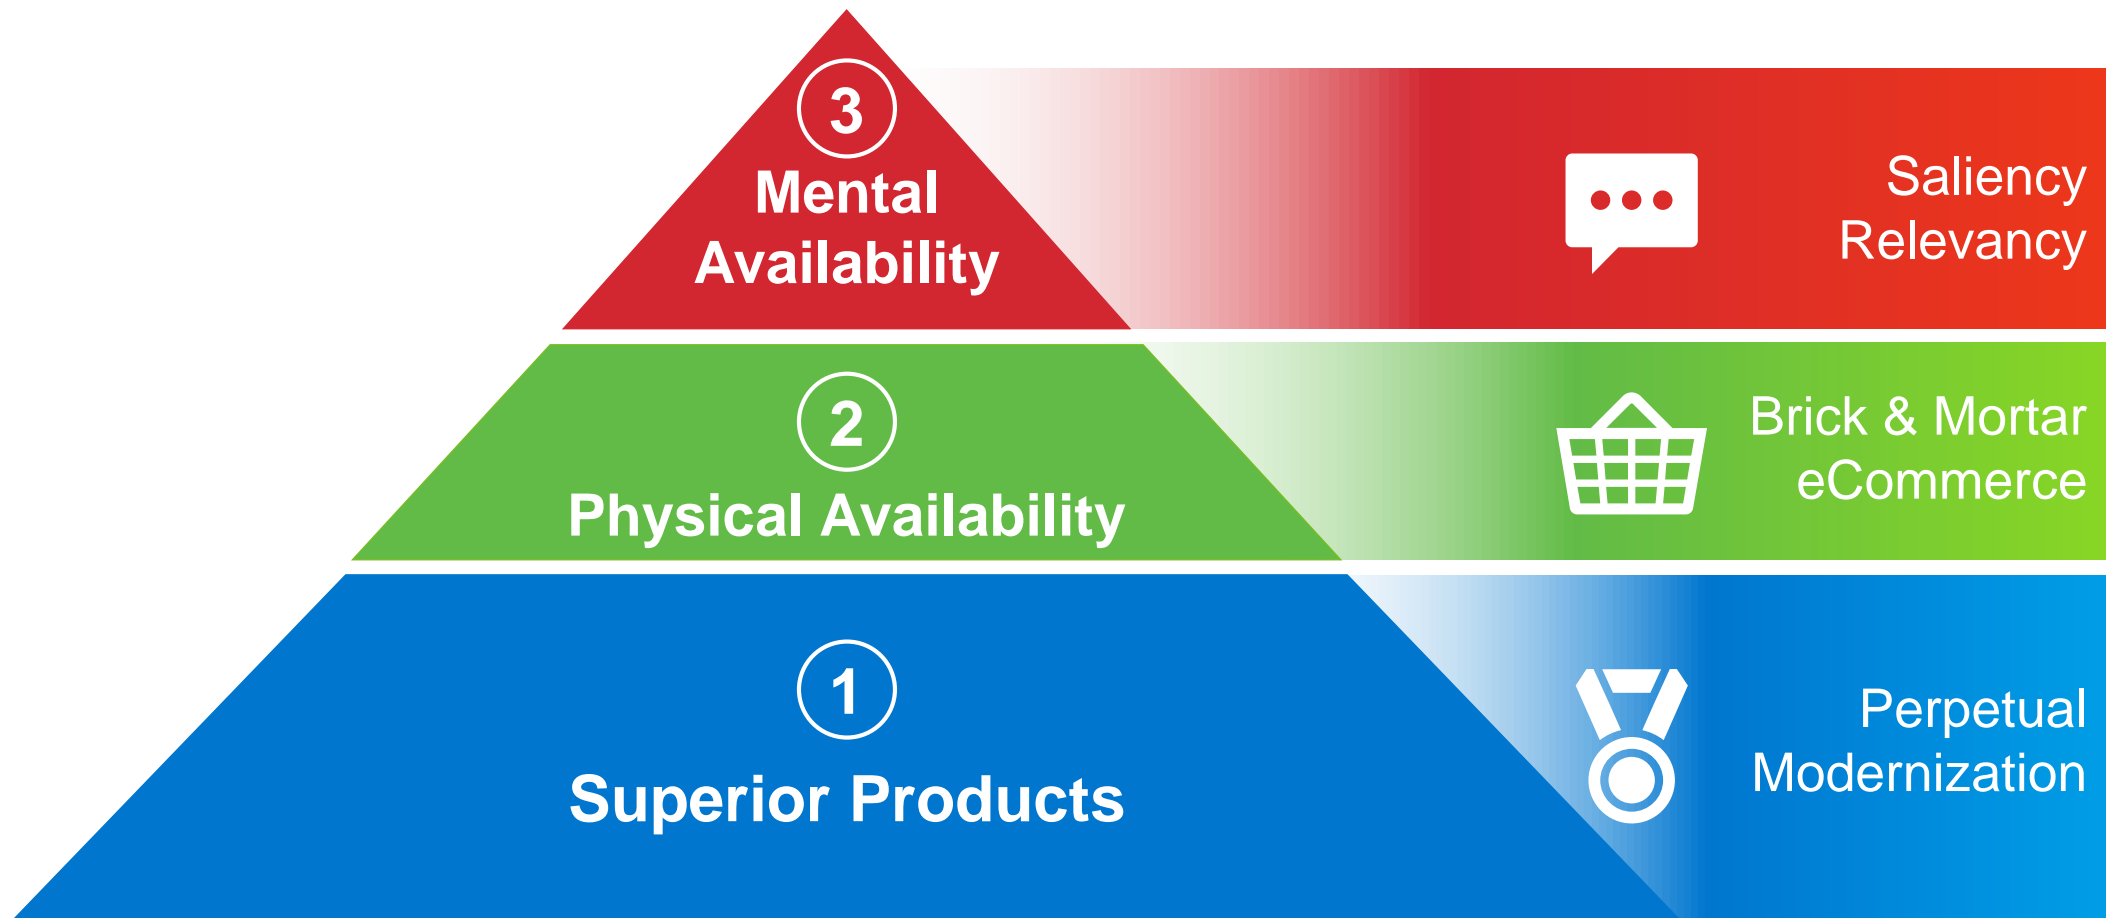 3
Mental
Availability
Saliency
Relevancy
2
Physical Availability
Brick & Mortar
eCommerce
1
Superior Products
Perpetual
Modernization